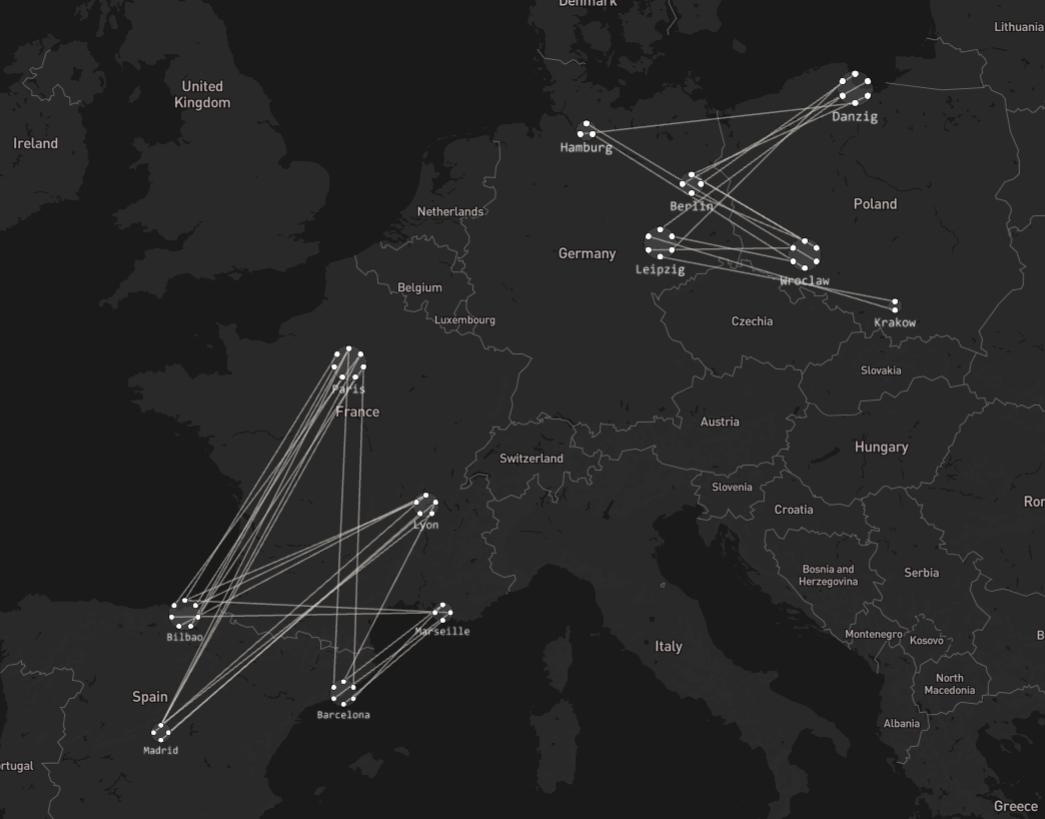 Denmark
Lithuania
United
Kingdom
Danzig
Ireland
Hamburg
Poland
Berlin
Netherlands
Germany
Leipzig
Wroclaw
Belgium
Luxembourg
Czechia
Krakow
Slovakia
Paris
France
Austria
Hungary
Switzerland
Slovenia
Croatia
Ror
Lyon
Bosnia and
Herzegovina
Serbia
Bilbao
Marseille
Montenegro
Kosovo
B
Italy
North
Macedonia
Spain
Barcelona
Albania
Madrid
rtugal
Greece